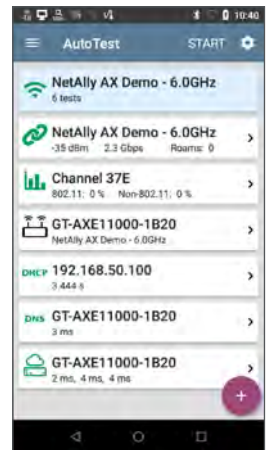 10:40
AutoTest
START
NetAlly AX Demo - 6.0GHz
6 tests
NetAlly AX Demo - 6.0GHz
-35 dBm 2.3 Gbps Roams: 0
Channel 37E
802.11: 0 % Non-802.11: 0 %
GT-AXE11000-1B20
NetAlly AX Demo - 6.0GHz
DHCP 192.168.50.100
3.444 s
DNS GT-AXE11000-1B20
3 ms
GT-AXE11000-1B20
2 ms, 4 ms, 4 ms